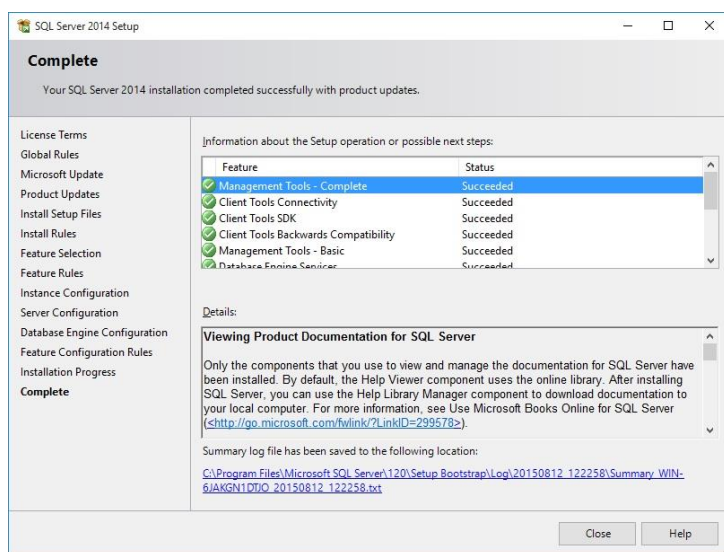 SQL Server 2014 Setup
Complete
Your SQL Server 2014 installation completed successfully with product updates.
License Terms
Global Rules
Microsoft Update
Product Updates
Install Setup Files
Install Rules
Feature Selection
Feature Rules
Instance Configuration
Server Configuration
Database Engine Configuration
Feature Configuration Rules
Installation Progress
Complete
Information about the Setup operation or possible next steps:
Feature Status
Management Tools - Complete Succeeded
Client Tools Connectivity Succeeded
Client Tools SDK Succeeded
Client Tools Backwards Compatibility Succeeded
Management Tools - Basic Succeeded
Database Engine Services Succeeded
Details:
Viewing Product Documentation for SQL Server
Only the components that you use to view and manage the documentation for SQL Server have
been installed. By default, the Help Viewer component uses the online library. After installing
SQL Server, you can use the Help Library Manager component to download documentation to
your local computer. For more information, see Use Microsoft Books Online for SQL Server
(<http://go.microsoft.com/fwlink/?LinkID=299578>).
Summary log file has been saved to the following location:
C:\Program Files\Microsoft SQL Server\120\Setup Bootstrap\Log\20150812_122258\Summary_WIN-
6JAKGN1DTJO_20150812_122258.txt
Close
Help